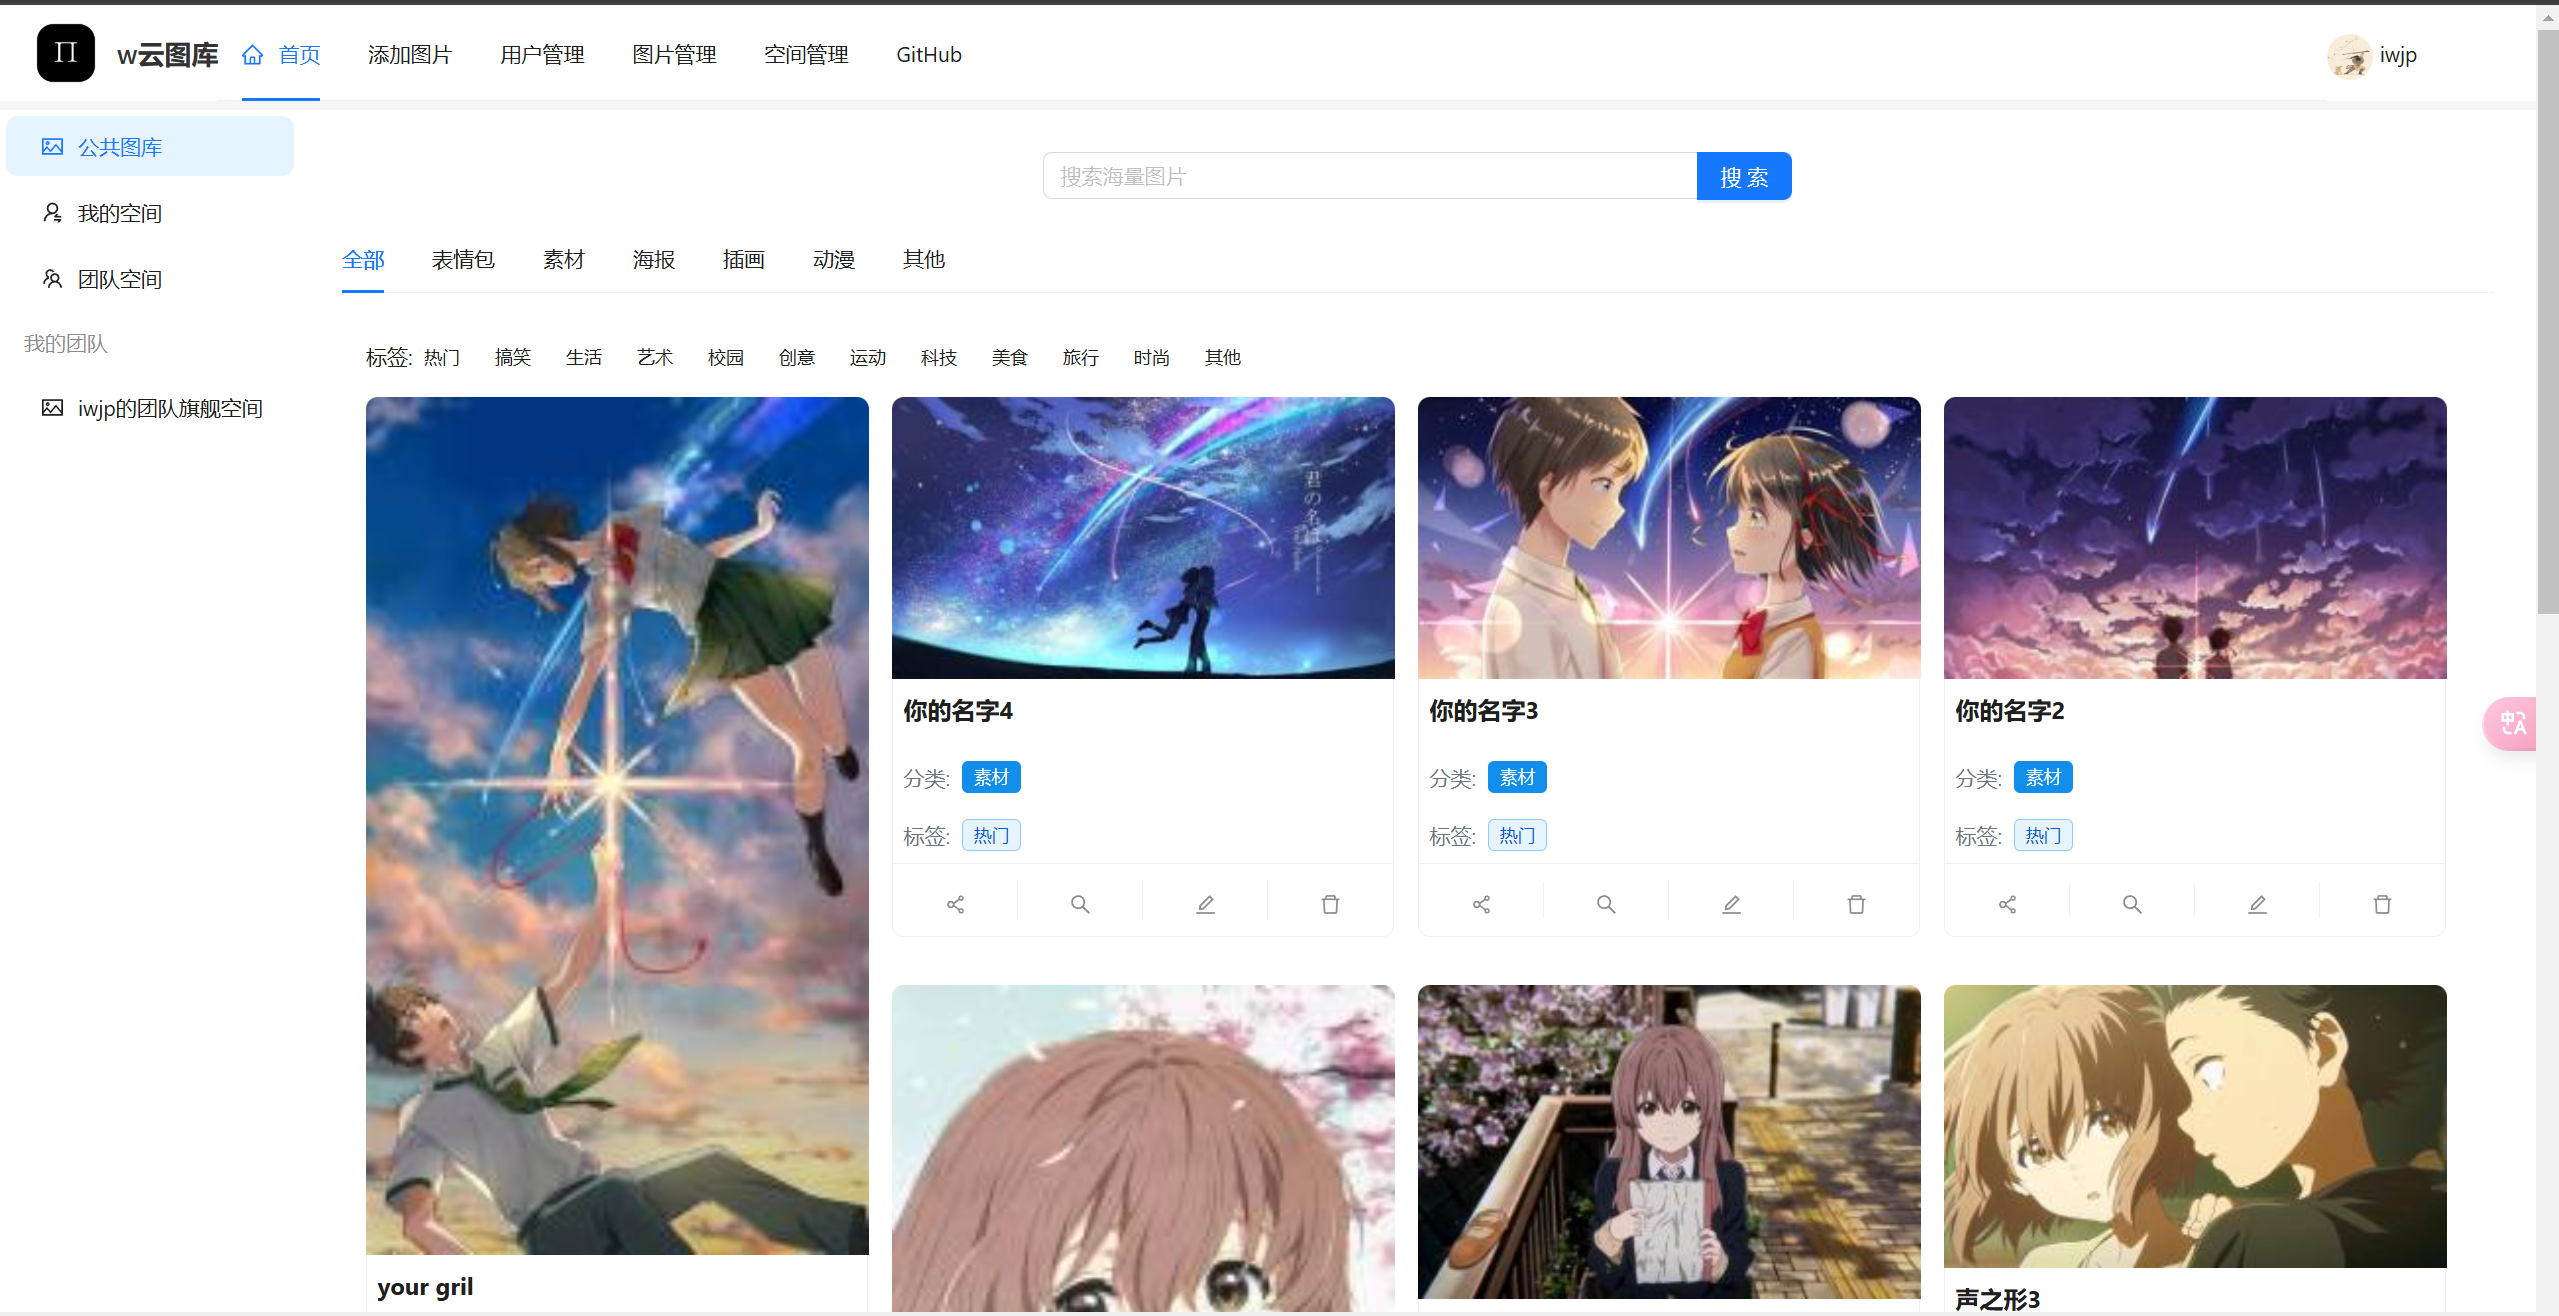 w云图库
首页 添加图片 用户管理 图片管理 空间管理 GitHub
iwjp
公共图库
我的空间
团队空间
我的团队
iwjp的团队旗舰空间
搜索海量图片
搜 索
全部 表情包 素材 海报 插画 动漫 其他
标签: 热门 搞笑 生活 艺术 校园 创意 运动 科技 美食 旅行 时尚 其他
君の名は
你的名字4
分类: 素材
标签: 热门
你的名字3
分类: 素材
标签: 热门
你的名字2
分类: 素材
标签: 热门
your gril
声之形3